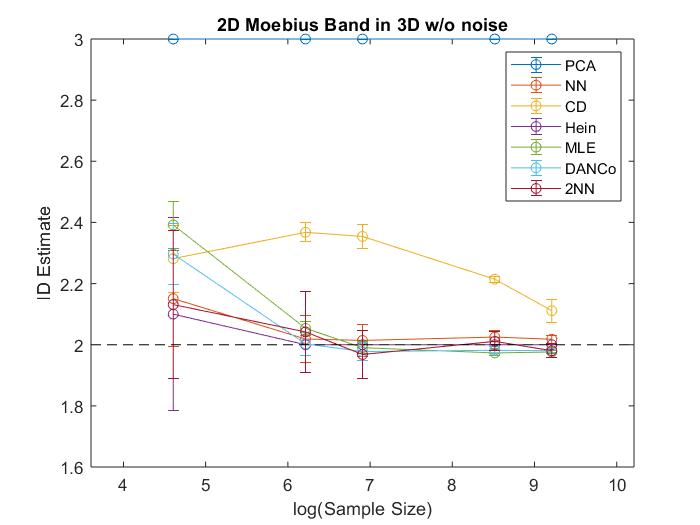 2D Moebius Band in 3D w/o noise
3
2.8
2.6
2.4
2.2
2
1.8
1.6
ID Estimate
PCA
NN
CD
Hein
MLE
DANCo
2NN
4 5 6 7 8 9 10
log(Sample Size)